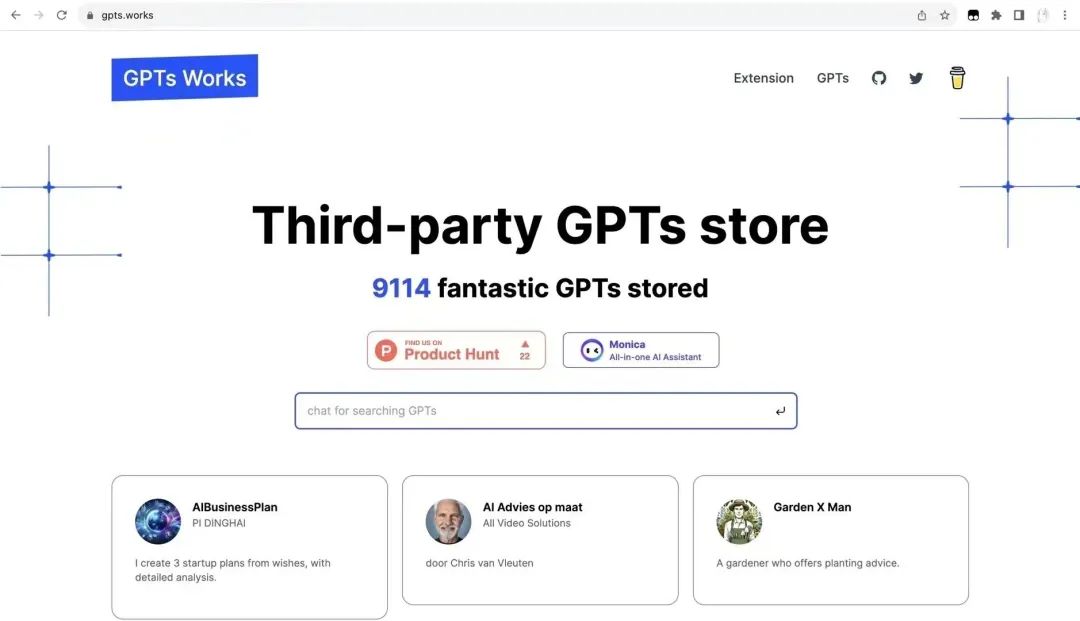 gpts.works
GPTs Works
Extension
GPTs
Third-party GPTs store
9114 fantastic GPTs stored
FIND US ON
Product Hunt
22
Monica
All-in-one AI Assistant
chat for searching GPTs
AIBusinessPlan
PI DINGHAI
I create 3 startup plans from wishes, with
detailed analysis.
AI Advies op maat
All Video Solutions
door Chris van Vleuten
Garden X Man
A gardener who offers planting advice.